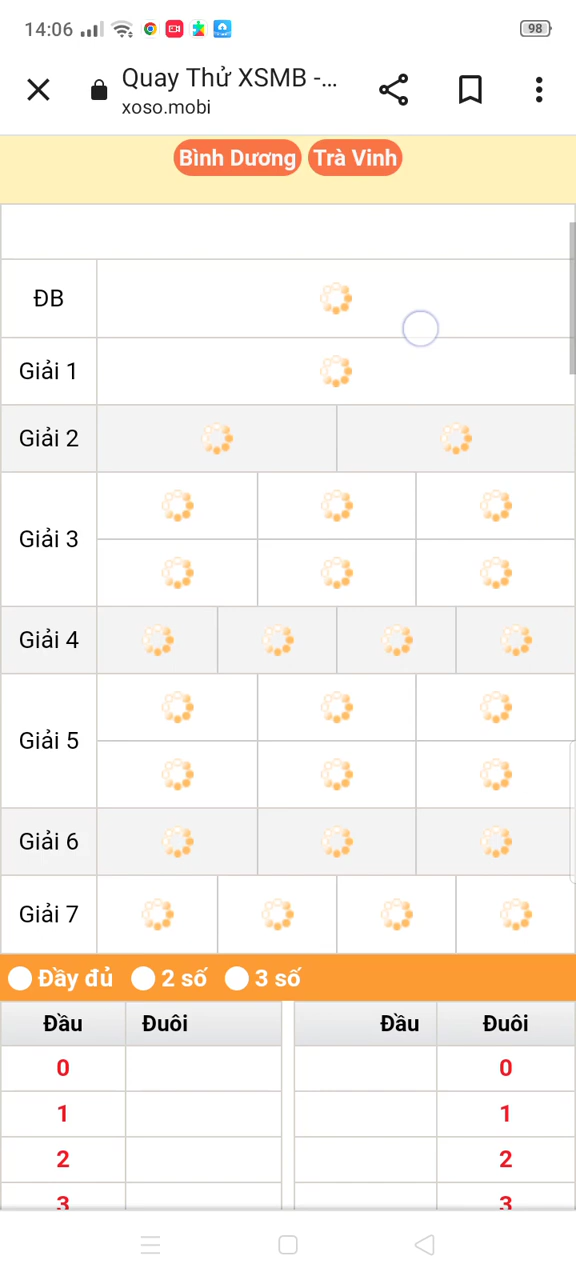 14:06
98
Quay Thử XSMB -...
xoso.mobi
Bình Dương Trà Vinh
ĐB
Giải 1
Giải 2
Giải 3
Giải 4
Giải 5
Giải 6
Giải 7
Đầy đủ 2 số 3 số
Đầu Đuôi Đầu Đuôi
0 0
1 1
2 2
3 3